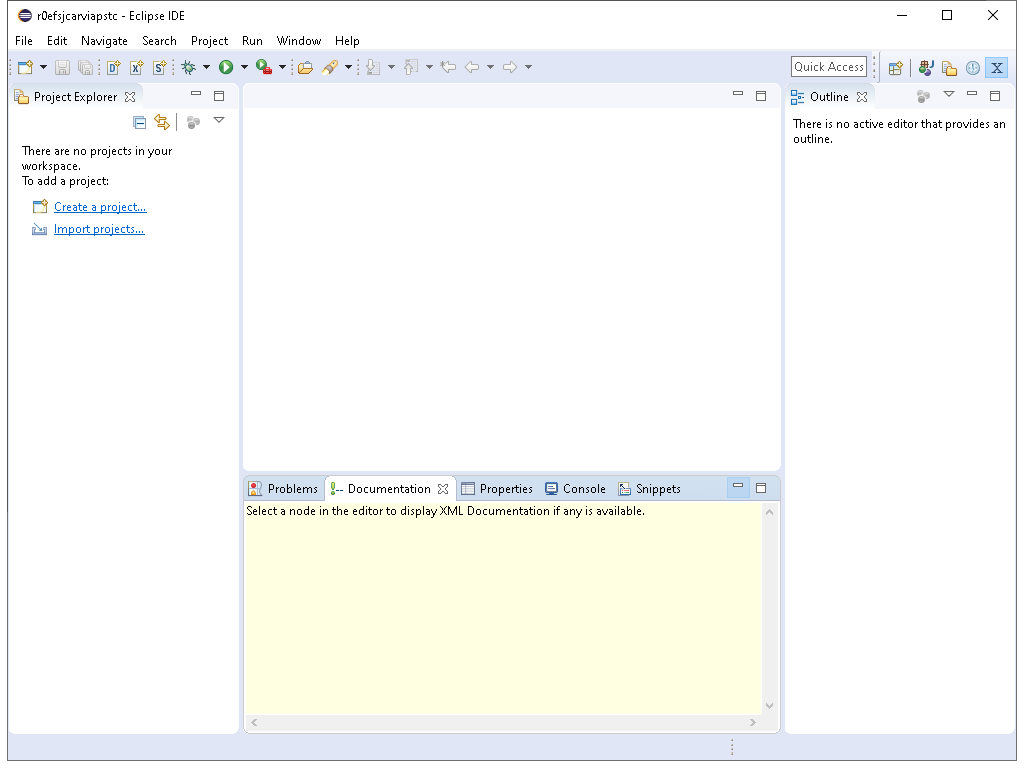 r0efsjcarviapstc - Eclipse IDE
File Edit Navigate Search Project Run Window Help
Quick Access
Project Explorer
Outline
There are no projects in your
workspace.
To add a project:
Create a project...
Import projects...
There is no active editor that provides an
outline.
Problems Documentation Properties Console Snippets
Select a node in the editor to display XML Documentation if any is available.